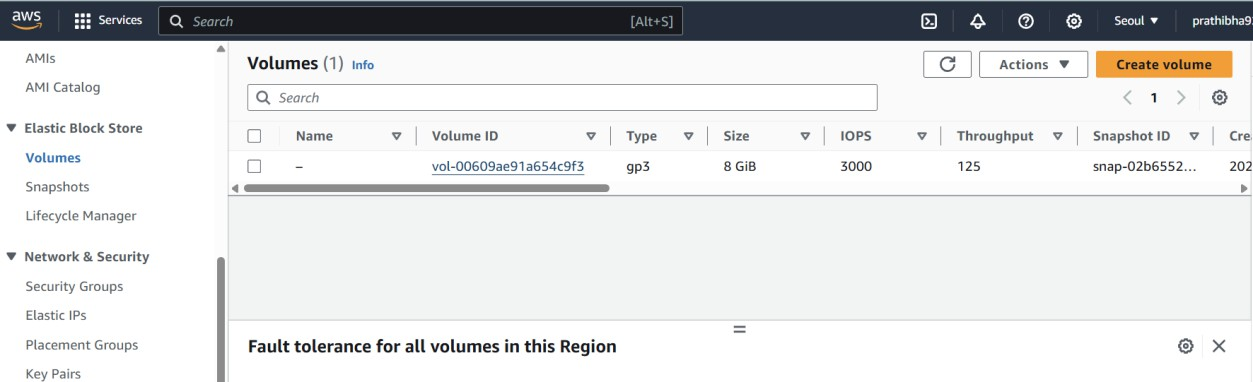 aws Services Search [Alt+S] Seoul prathibha9
AMIs
AMI Catalog
Elastic Block Store
Volumes
Snapshots
Lifecycle Manager
Network & Security
Security Groups
Elastic IPs
Placement Groups
Key Pairs
Volumes (1) Info
Actions Create volume
Search
1
Name Volume ID Type Size IOPS Throughput Snapshot ID Cre
– vol-00609ae91a654c9f3 gp3 8 GiB 3000 125 snap-02b6552... 202
Fault tolerance for all volumes in this Region